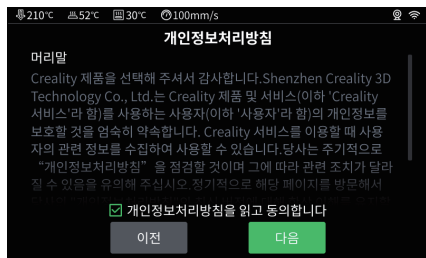 210℃ 52℃ 30℃ 100mm/s
개인정보처리방침
머리말
Creality 제품을 선택해 주셔서 감사합니다.Shenzhen Creality 3D
Technology Co., Ltd.는 Creality 제품 및 서비스(이하 'Creality
서비스'라 함)를 사용하는 사용자(이하 '사용자'라 함)의 개인정보를
보호할 것을 엄숙히 약속합니다. Creality 서비스를 이용할 때 사용
자의 관련 정보를 수집하여 사용할 수 있습니다.당사는 주기적으로
“개인정보처리방침” 을 점검할 것이며 그에 따라 관련 조치가 달라
질 수 있음을 유의해 주십시오.정기적으로 해당 페이지를 방문해서
개인정보처리방침을 읽고 동의합니다
이전 다음